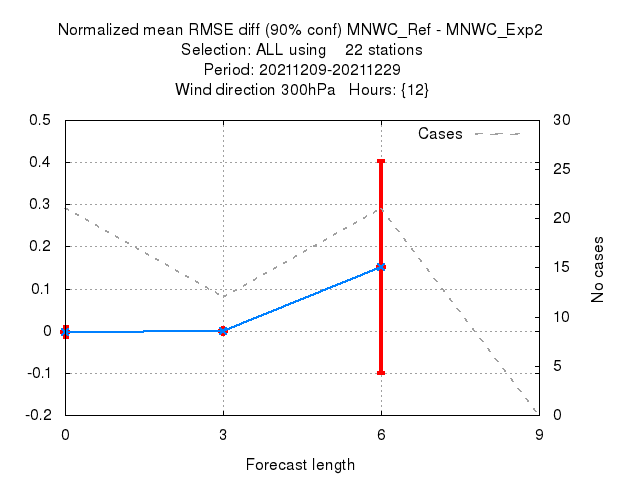 Normalized mean RMSE diff (90% conf) MNWC_Ref - MNWC_Exp2
Selection: ALL using    22 stations
Period: 20211209-20211229
Wind direction 300hPa   Hours: {12}
Cases
0.5
0.4
0.3
0.2
0.1
0
-0.1
-0.2
30
25
20
15
10
5
0
No cases
0 3 6 9
Forecast length